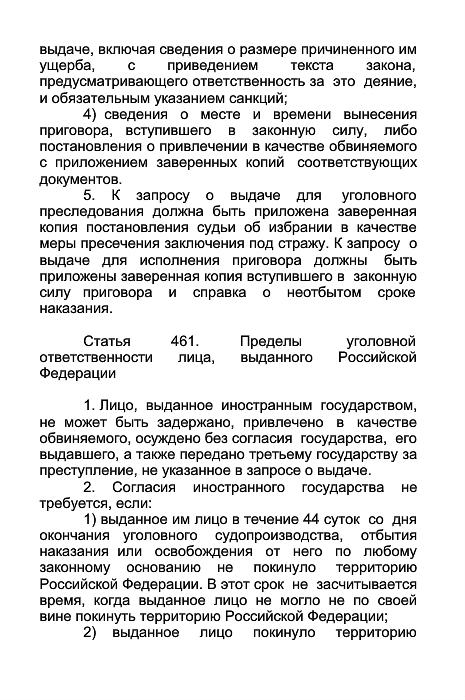 выдаче, включая сведения о размере причиненного им
ущерба, с приведением текста закона,
предусматривающего ответственность за это деяние,
и обязательным указанием санкций;
4) сведения о месте и времени вынесения
приговора, вступившего в законную силу, либо
постановления о привлечении в качестве обвиняемого
с приложением заверенных копий соответствующих
документов.
5. К запросу о выдаче для уголовного
преследования должна быть приложена заверенная
копия постановления судьи об избрании в качестве
меры пресечения заключения под стражу. К запросу о
выдаче для исполнения приговора должны быть
приложены заверенная копия вступившего в законную
силу приговора и справка о неотбытом сроке
наказания.
Статья 461. Пределы уголовной
ответственности лица, выданного Российской
Федерации
1. Лицо, выданное иностранным государством,
не может быть задержано, привлечено в качестве
обвиняемого, осуждено без согласия государства, его
выдавшего, а также передано третьему государству за
преступление, не указанное в запросе о выдаче.
2. Согласия иностранного государства не
требуется, если:
1) выданное им лицо в течение 44 суток со дня
окончания уголовного судопроизводства, отбытия
наказания или освобождения от него по любому
законному основанию не покинуло территорию
Российской Федерации. В этот срок не засчитывается
время, когда выданное лицо не могло не по своей
вине покинуть территорию Российской Федерации;
2) выданное лицо покинуло территорию